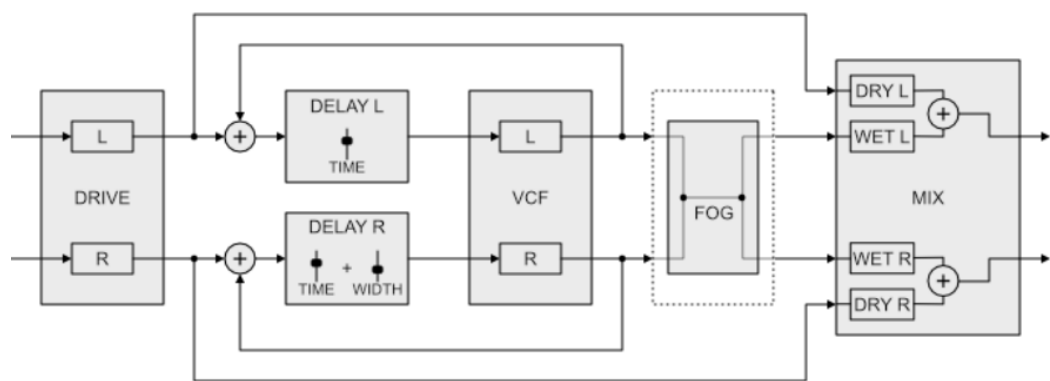 DRIVE
L
R
+
+
DELAY L
TIME
DELAY R
TIME + WIDTH
VCF
L
R
FOG
MIX
DRY L
WET L
+
WET R
DRY R
+